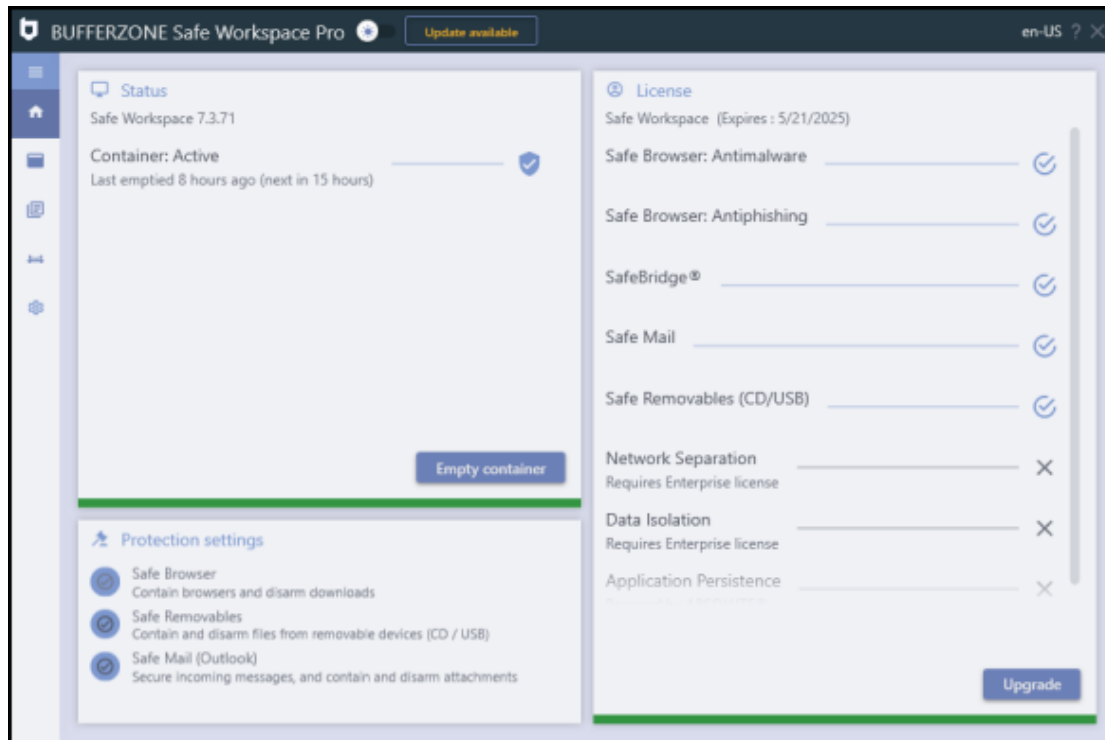 BUFFERZONE Safe Workspace Pro
Update available
en-US ?
Status
Safe Workspace 7.3.71
Container: Active
Last emptied 8 hours ago (next in 15 hours)
Empty container
Protection settings
Safe Browser
Contain browsers and disarm downloads
Safe Removables
Contain and disarm files from removable devices (CD / USB)
Safe Mail (Outlook)
Secure incoming messages, and contain and disarm attachments
License
Safe Workspace (Expires : 5/21/2025)
Safe Browser: Antimalware
Safe Browser: Antiphishing
SafeBridge®
Safe Mail
Safe Removables (CD/USB)
Network Separation
Requires Enterprise license
Data Isolation
Requires Enterprise license
Application Persistence
Upgrade